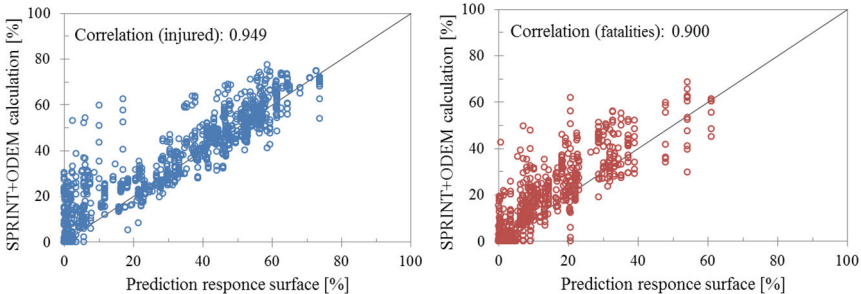 Correlation (injured): 0.949
SPRINT+ODEM calculation [%]
100
80
60
40
20
0
0 20 40 60 80 100
Prediction responce surface [%]
Correlation (fatalities): 0.900
SPRINT+ODEM calculation [%]
100
80
60
40
20
0
0 20 40 60 80 100
Prediction responce surface [%]